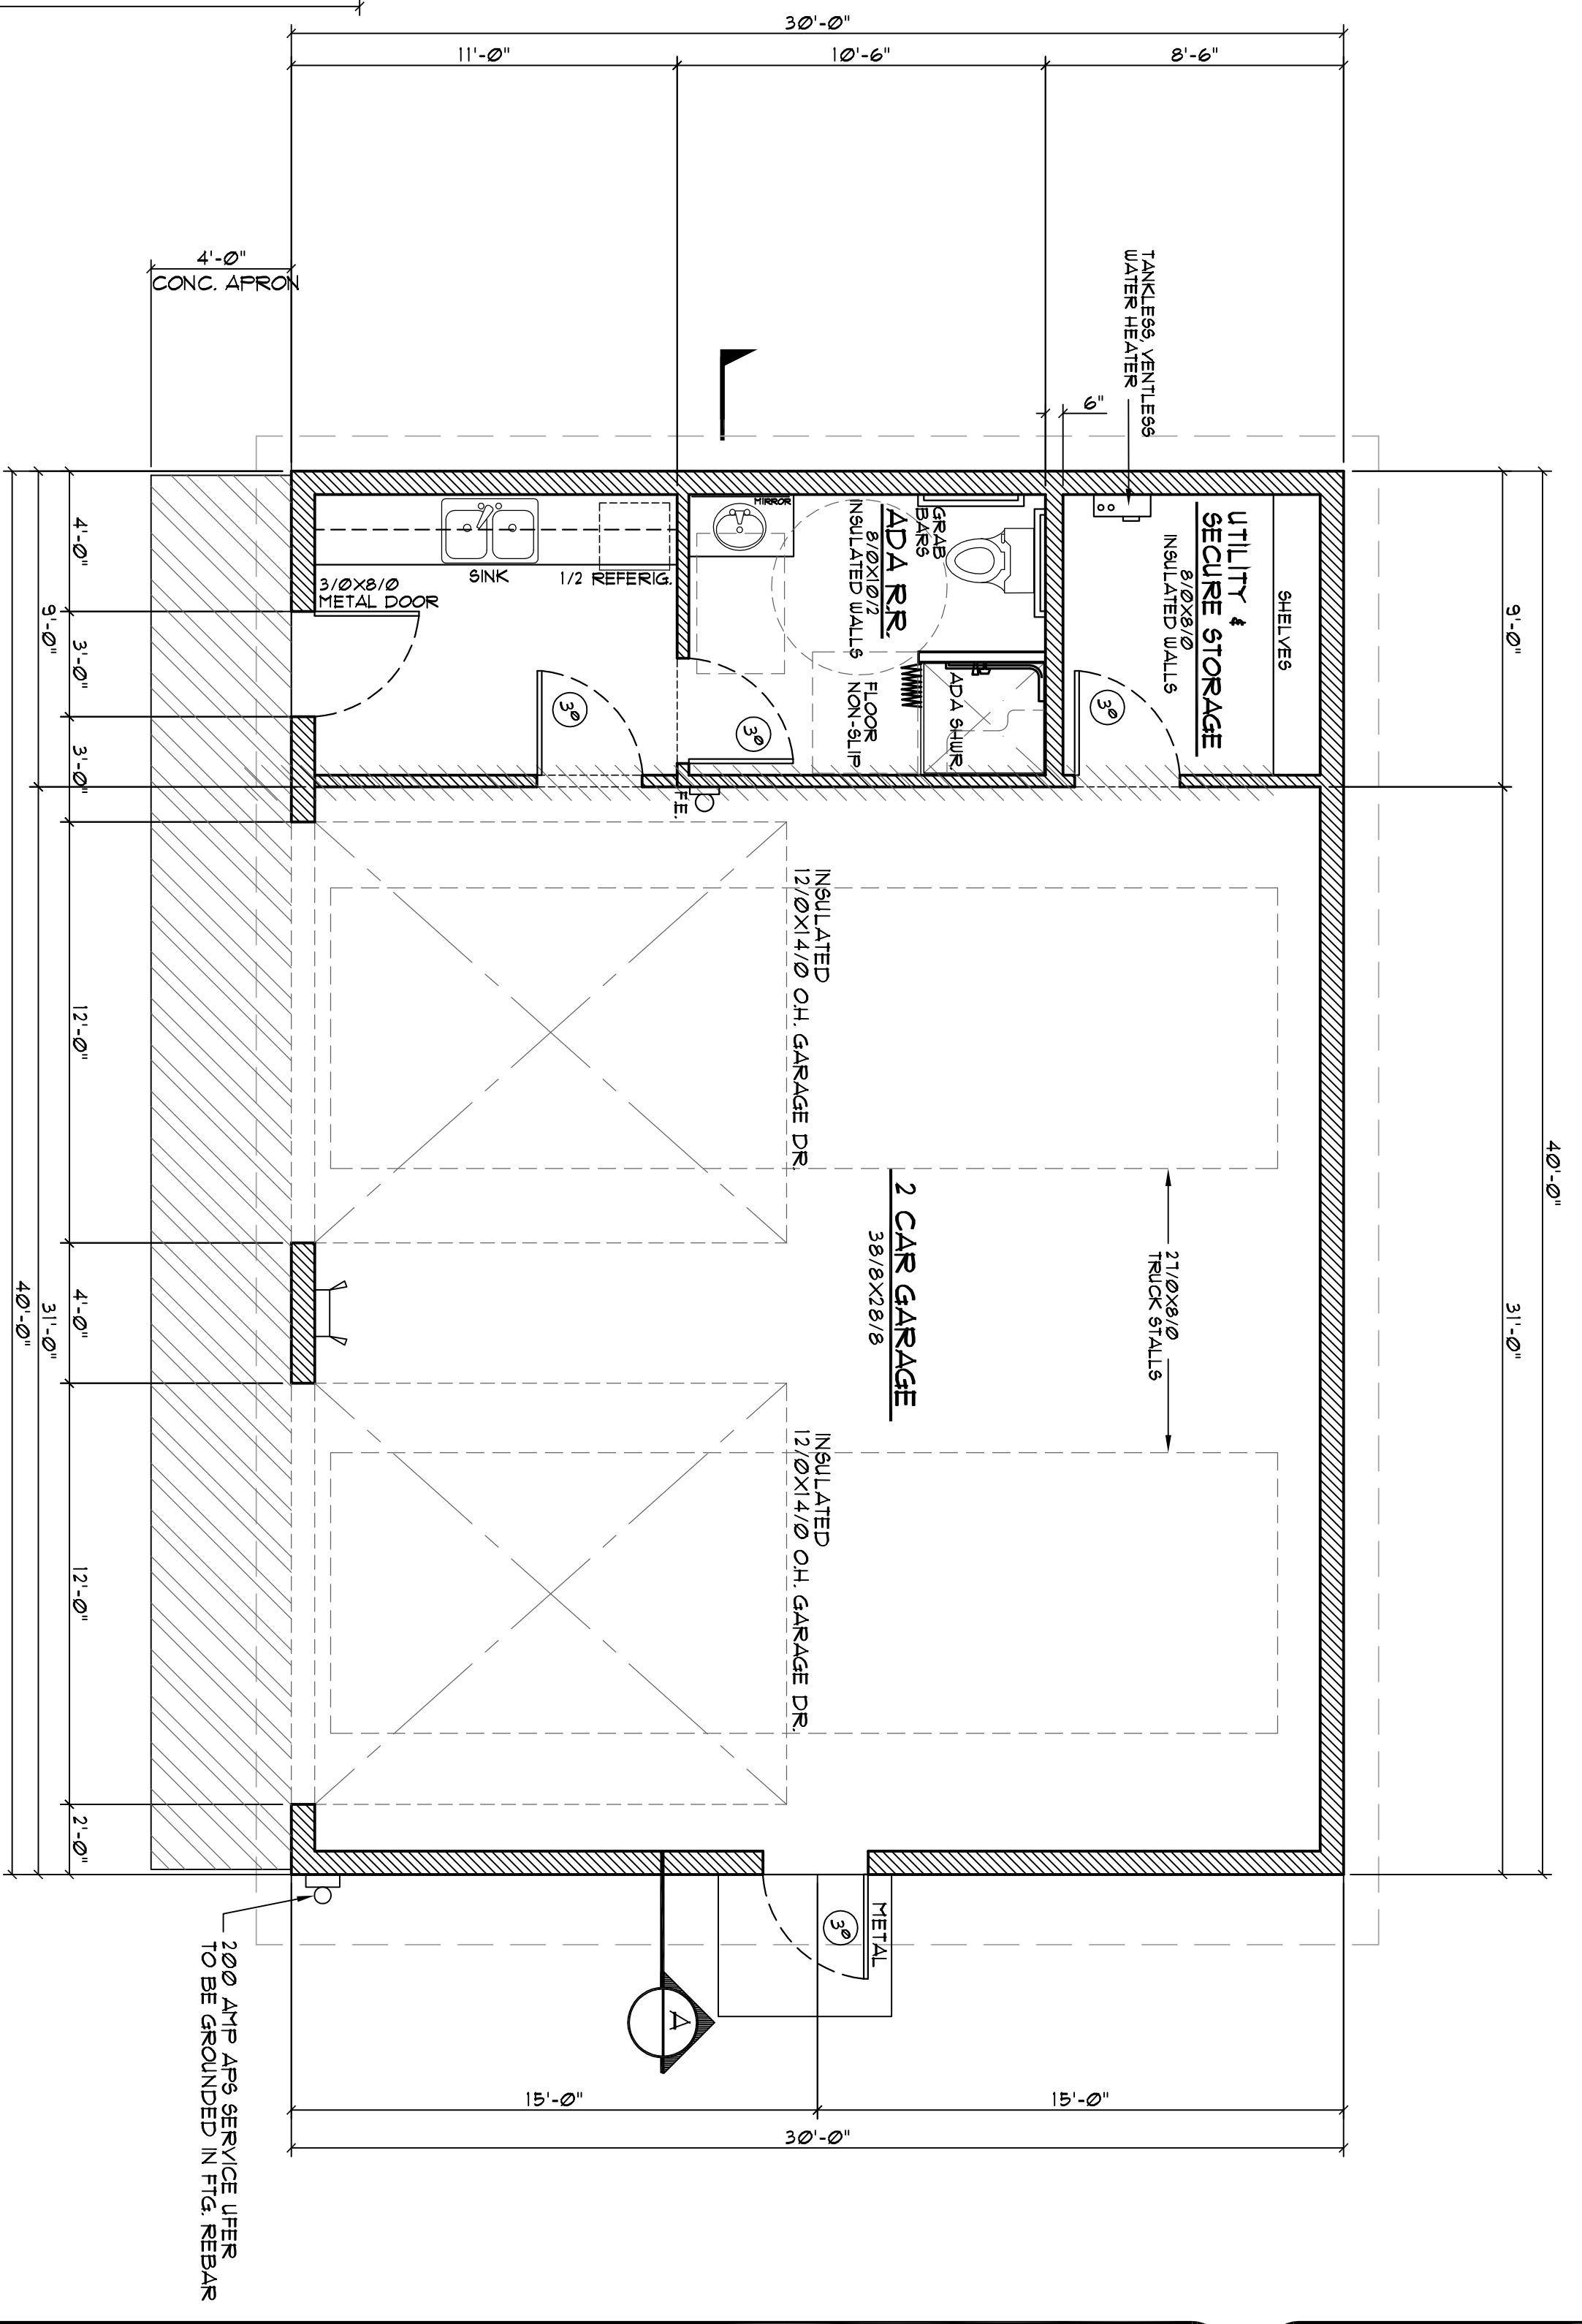 30'-0"
11'-0"
10'-6"
8'-6"
4'-0"
CONC. APRON
TANKLESS, VENTLESS
WATER HEATER
6"
MIRROR
SINK
1/2 REFERIG.
3/0X8/0
METAL DOOR
GRAB
BARS
ADA R.R.
8/0X10/2
INSULATED WALLS
FLOOR
NON-SLIP
ADA SHWR
UTILITY &
SECURE STORAGE
8/0X8/0
INSULATED WALLS
SHELVES
30
30
30
F.E.
INSULATED
12/0X14/0 O.H. GARAGE DR.
2 CAR GARAGE
38/8X28/8
27/0X8/0
TRUCK STALLS
INSULATED
12/0X14/0 O.H. GARAGE DR.
METAL
30
A
200 AMP APS SERVICE UFER
TO BE GROUNDED IN FTG. REBAR
9'-0"
31'-0"
40'-0"
4'-0"
3'-0"
3'-0"
12'-0"
4'-0"
12'-0"
2'-0"
9'-0"
31'-0"
40'-0"
15'-0"
15'-0"
30'-0"